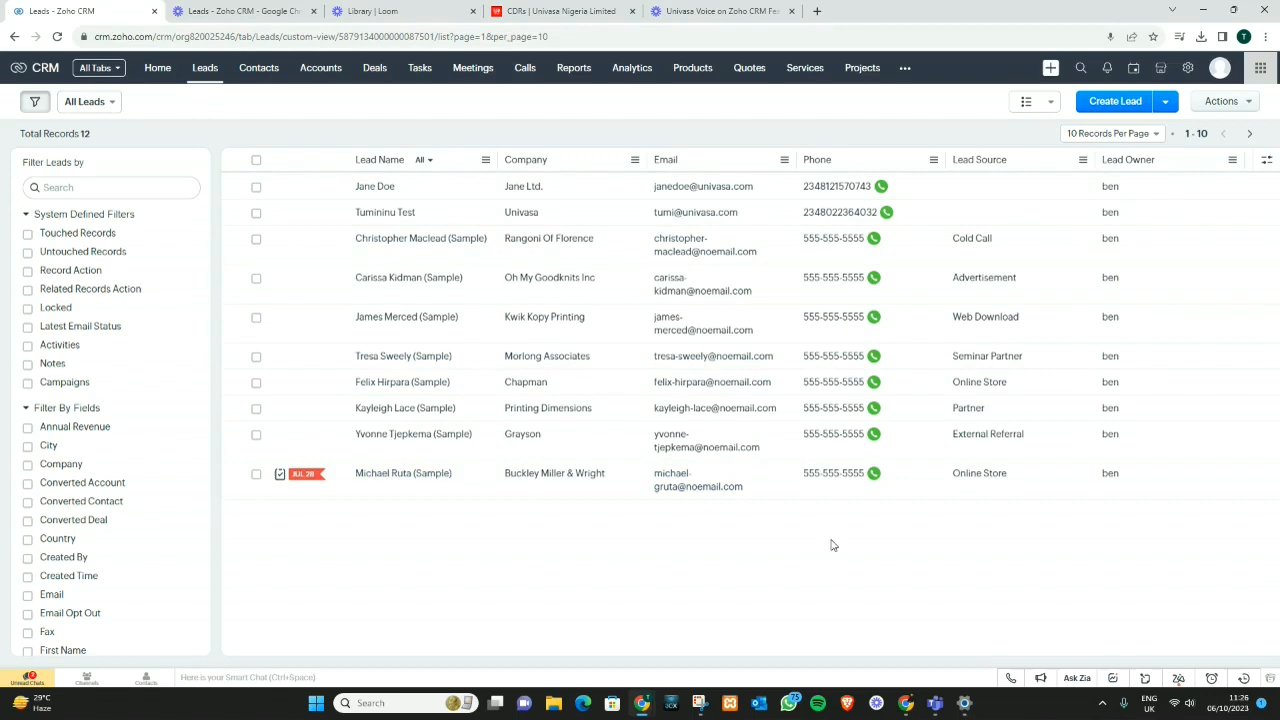 Leads - Zoho CRM
Leads - Zoho CRM - Google Ch
Library | Loom
CDRs | Univasa Nigeria Limited
Univasa Voice on Zoho CRM Fea
crm.zoho.com/crm/org820025246/tab/Leads/custom-view/5879134000000087501/list?page=1&per_page=10
T
CRM
All Tabs
Home
Leads
Contacts
Accounts
Deals
Tasks
Meetings
Calls
Reports
Analytics
Products
Quotes
Services
Projects
All Leads
Create Lead
Actions
Total Records 12
10 Records Per Page
1 - 10
Filter Leads by
Search
System Defined Filters
Touched Records
Untouched Records
Record Action
Related Records Action
Locked
Latest Email Status
Activities
Notes
Campaigns
Filter By Fields
Annual Revenue
City
Company
Converted Account
Converted Contact
Converted Deal
Country
Created By
Created Time
Email
Email Opt Out
Fax
First Name
Lead Name All Company Email Phone Lead Source Lead Owner
Jane Doe Jane Ltd. janedoe@univasa.com 2348121570743 ben
Tumininu Test Univasa tumi@univasa.com 2348022364032 ben
Christopher Maclead (Sample) Rangoni Of Florence christopher- 555-555-5555 Cold Call ben
maclead@noemail.com
Carissa Kidman (Sample) Oh My Goodknits Inc carissa- 555-555-5555 Advertisement ben
kidman@noemail.com
James Merced (Sample) Kwik Kopy Printing james- 555-555-5555 Web Download ben
merced@noemail.com
Tresa Sweely (Sample) Morlong Associates tresa-sweely@noemail.com 555-555-5555 Seminar Partner ben
Felix Hirpara (Sample) Chapman felix-hirpara@noemail.com 555-555-5555 Online Store ben
Kayleigh Lace (Sample) Printing Dimensions kayleigh-lace@noemail.com 555-555-5555 Partner ben
Yvonne Tjepkema (Sample) Grayson yvonne- 555-555-5555 External Referral ben
tjepkema@noemail.com
JUL 28 Michael Ruta (Sample) Buckley Miller & Wright michael- 555-555-5555 Online Store ben
gruta@noemail.com
Unread Chats
Channels
Contacts
Here is your Smart Chat (Ctrl+Space)
Ask Zia
29°C
Haze
Search
75
ENG
UK
11:26
06/10/2023